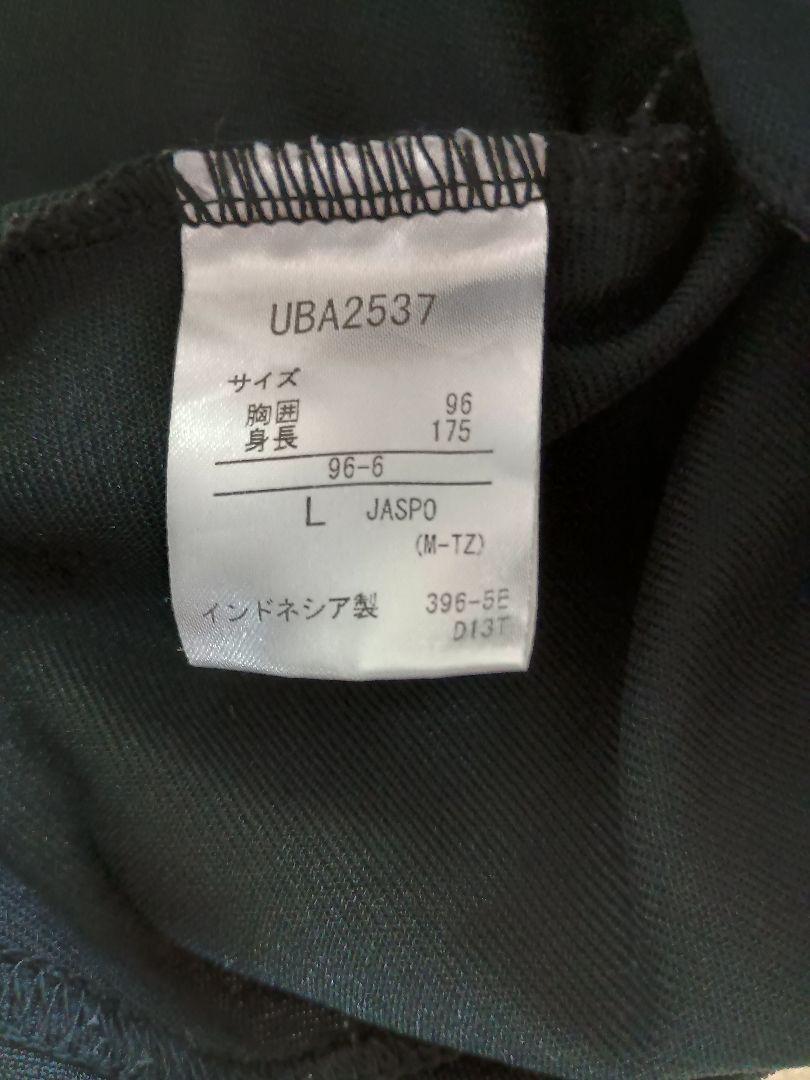 UBA2537
サイズ
胸囲 96
身長 175
96-6
L JASPO
(M-TZ)
インドネシア製 396-5E
D13T